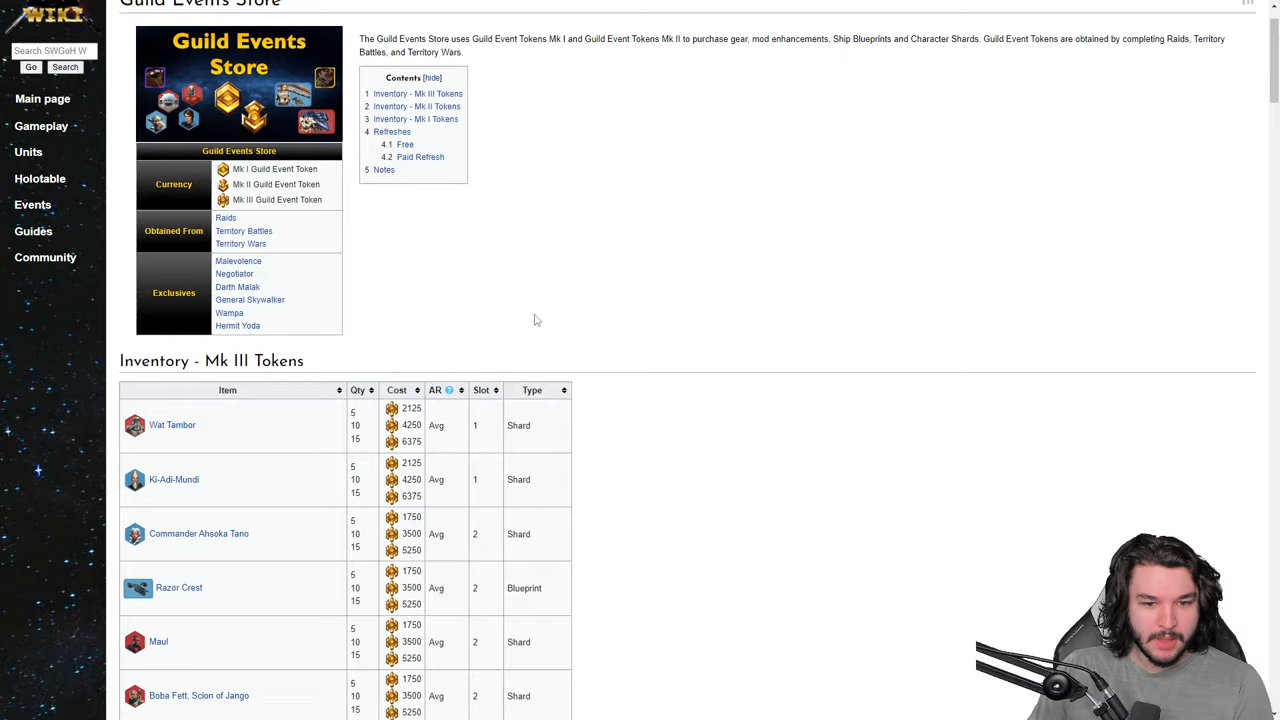 Guild Events Store
WIKI
Search SWGoH W
Go Search
Main page
Gameplay
Units
Holotable
Events
Guides
Community
Guild Events
Store
Guild Events Store
Currency
Mk I Guild Event Token
Mk II Guild Event Token
Mk III Guild Event Token
Obtained From
Raids
Territory Battles
Territory Wars
Exclusives
Malevolence
Negotiator
Darth Malak
General Skywalker
Wampa
Hermit Yoda
The Guild Events Store uses Guild Event Tokens Mk I and Guild Event Tokens Mk II to purchase gear, mod enhancements, Ship Blueprints and Character Shards. Guild Event Tokens are obtained by completing Raids, Territory
Battles, and Territory Wars.
Contents [hide]
1 Inventory - Mk III Tokens
2 Inventory - Mk II Tokens
3 Inventory - Mk I Tokens
4 Refreshes
4.1 Free
4.2 Paid Refresh
5 Notes
Inventory - Mk III Tokens
Item Qty Cost AR ? Slot Type
Wat Tambor
5
10
15
2125
4250
6375
Avg 1 Shard
Ki-Adi-Mundi
5
10
15
2125
4250
6375
Avg 1 Shard
Commander Ahsoka Tano
5
10
15
1750
3500
5250
Avg 2 Shard
Razor Crest
5
10
15
1750
3500
5250
Avg 2 Blueprint
Maul
5
10
15
1750
3500
5250
Avg 2 Shard
Boba Fett, Scion of Jango
5
10
15
1750
3500
5250
Avg 2 Shard